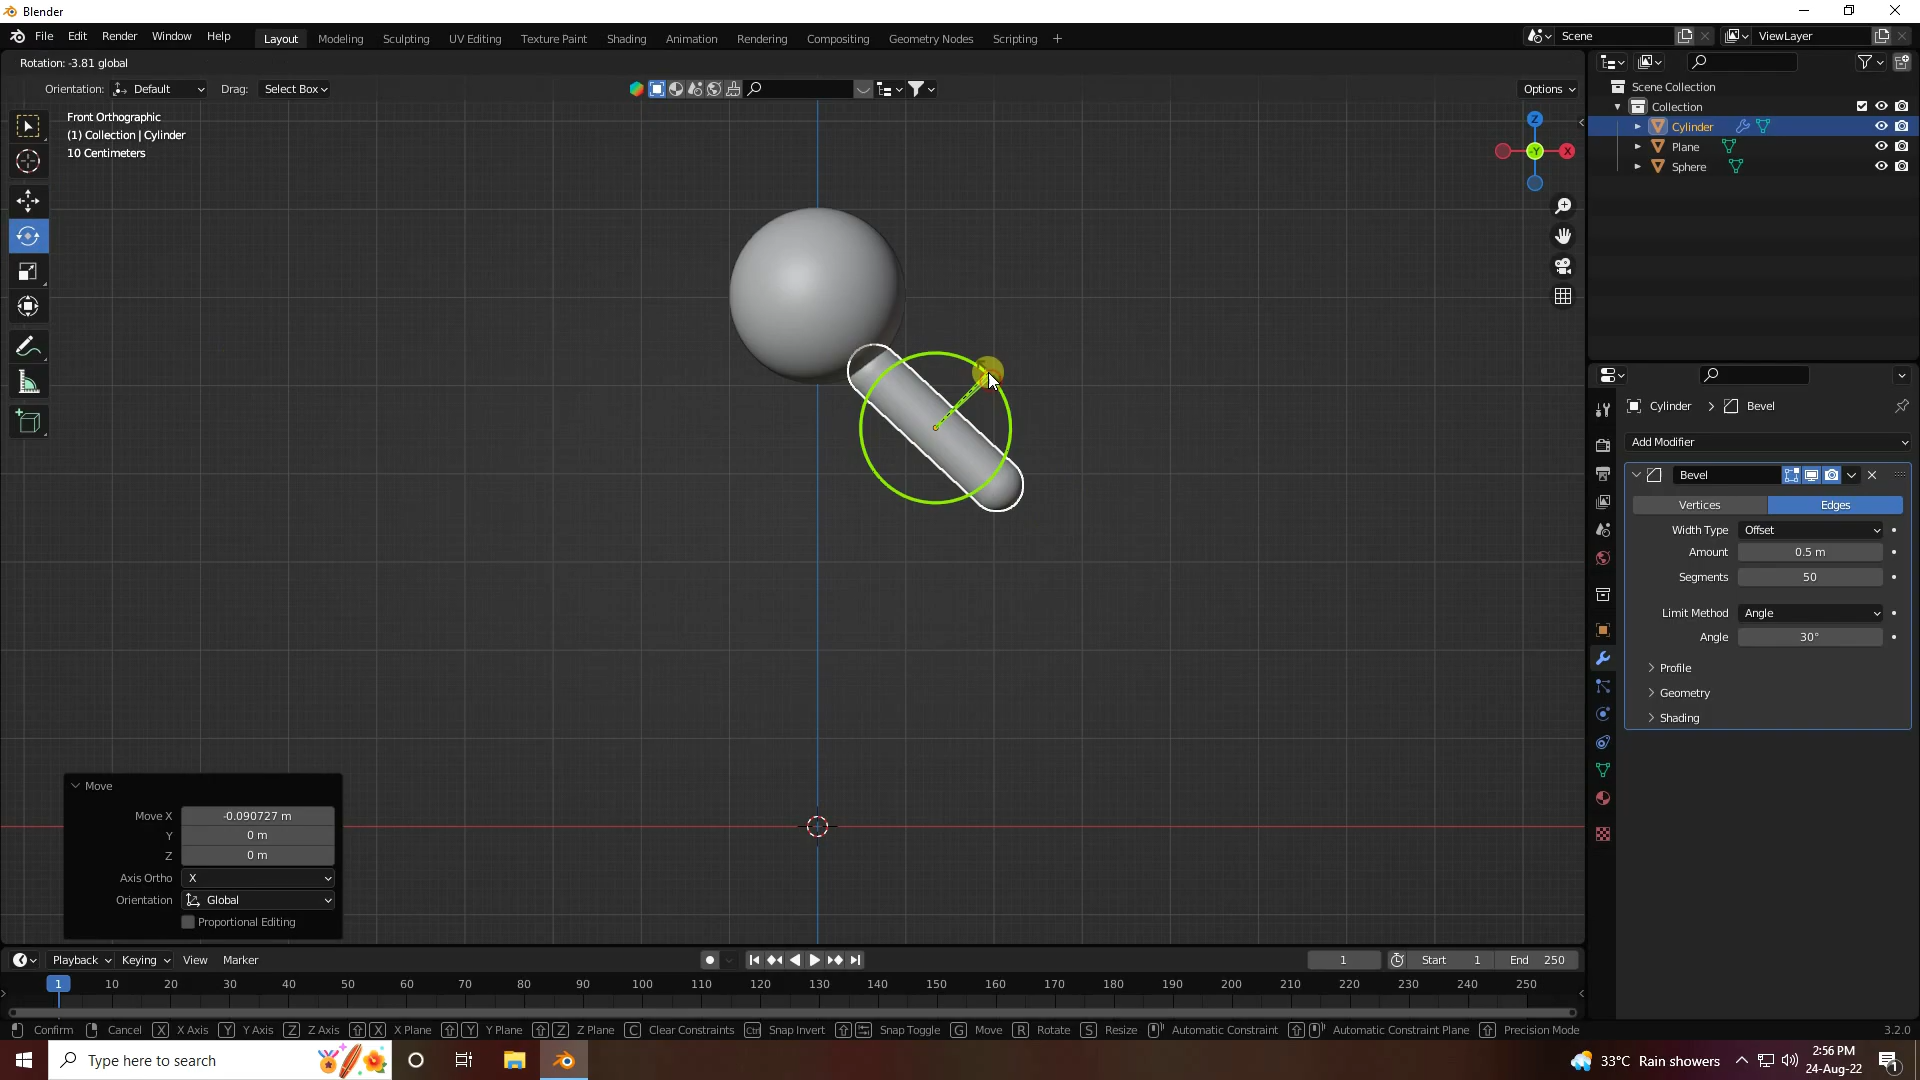 Blender
File Edit Render Window Help
Layout Modeling Sculpting UV Editing Texture Paint Shading Animation Rendering Compositing Geometry Nodes Scripting +
Scene
ViewLayer
Rotation: -3.81 global
Orientation: Default Drag: Select Box
Options
Front Orthographic
(1) Collection | Cylinder
10 Centimeters
Z
X
-Y
Scene Collection
Collection
Cylinder
Plane
Sphere
Cylinder > Bevel
Add Modifier
Bevel
Vertices Edges
Width Type Offset
Amount 0.5 m
Segments 50
Limit Method Angle
Angle 30°
Profile
Geometry
Shading
Move
Move X -0.090727 m
Y 0 m
Z 0 m
Axis Ortho X
Orientation Global
Proportional Editing
Playback Keying View Marker
1 Start 1 End 250
1 10 20 30 40 50 60 70 80 90 100 110 120 130 140 150 160 170 180 190 200 210 220 230 240 250
Confirm Cancel X X Axis Y Y Axis Z Z Axis X X Plane Y Y Plane Z Z Plane C Clear Constraints Ctrl Snap Invert Snap Toggle G Move R Rotate S Resize Automatic Constraint Automatic Constraint Plane Precision Mode 3.2.0
Type here to search
33°C Rain showers
2:56 PM
24-Aug-22
1